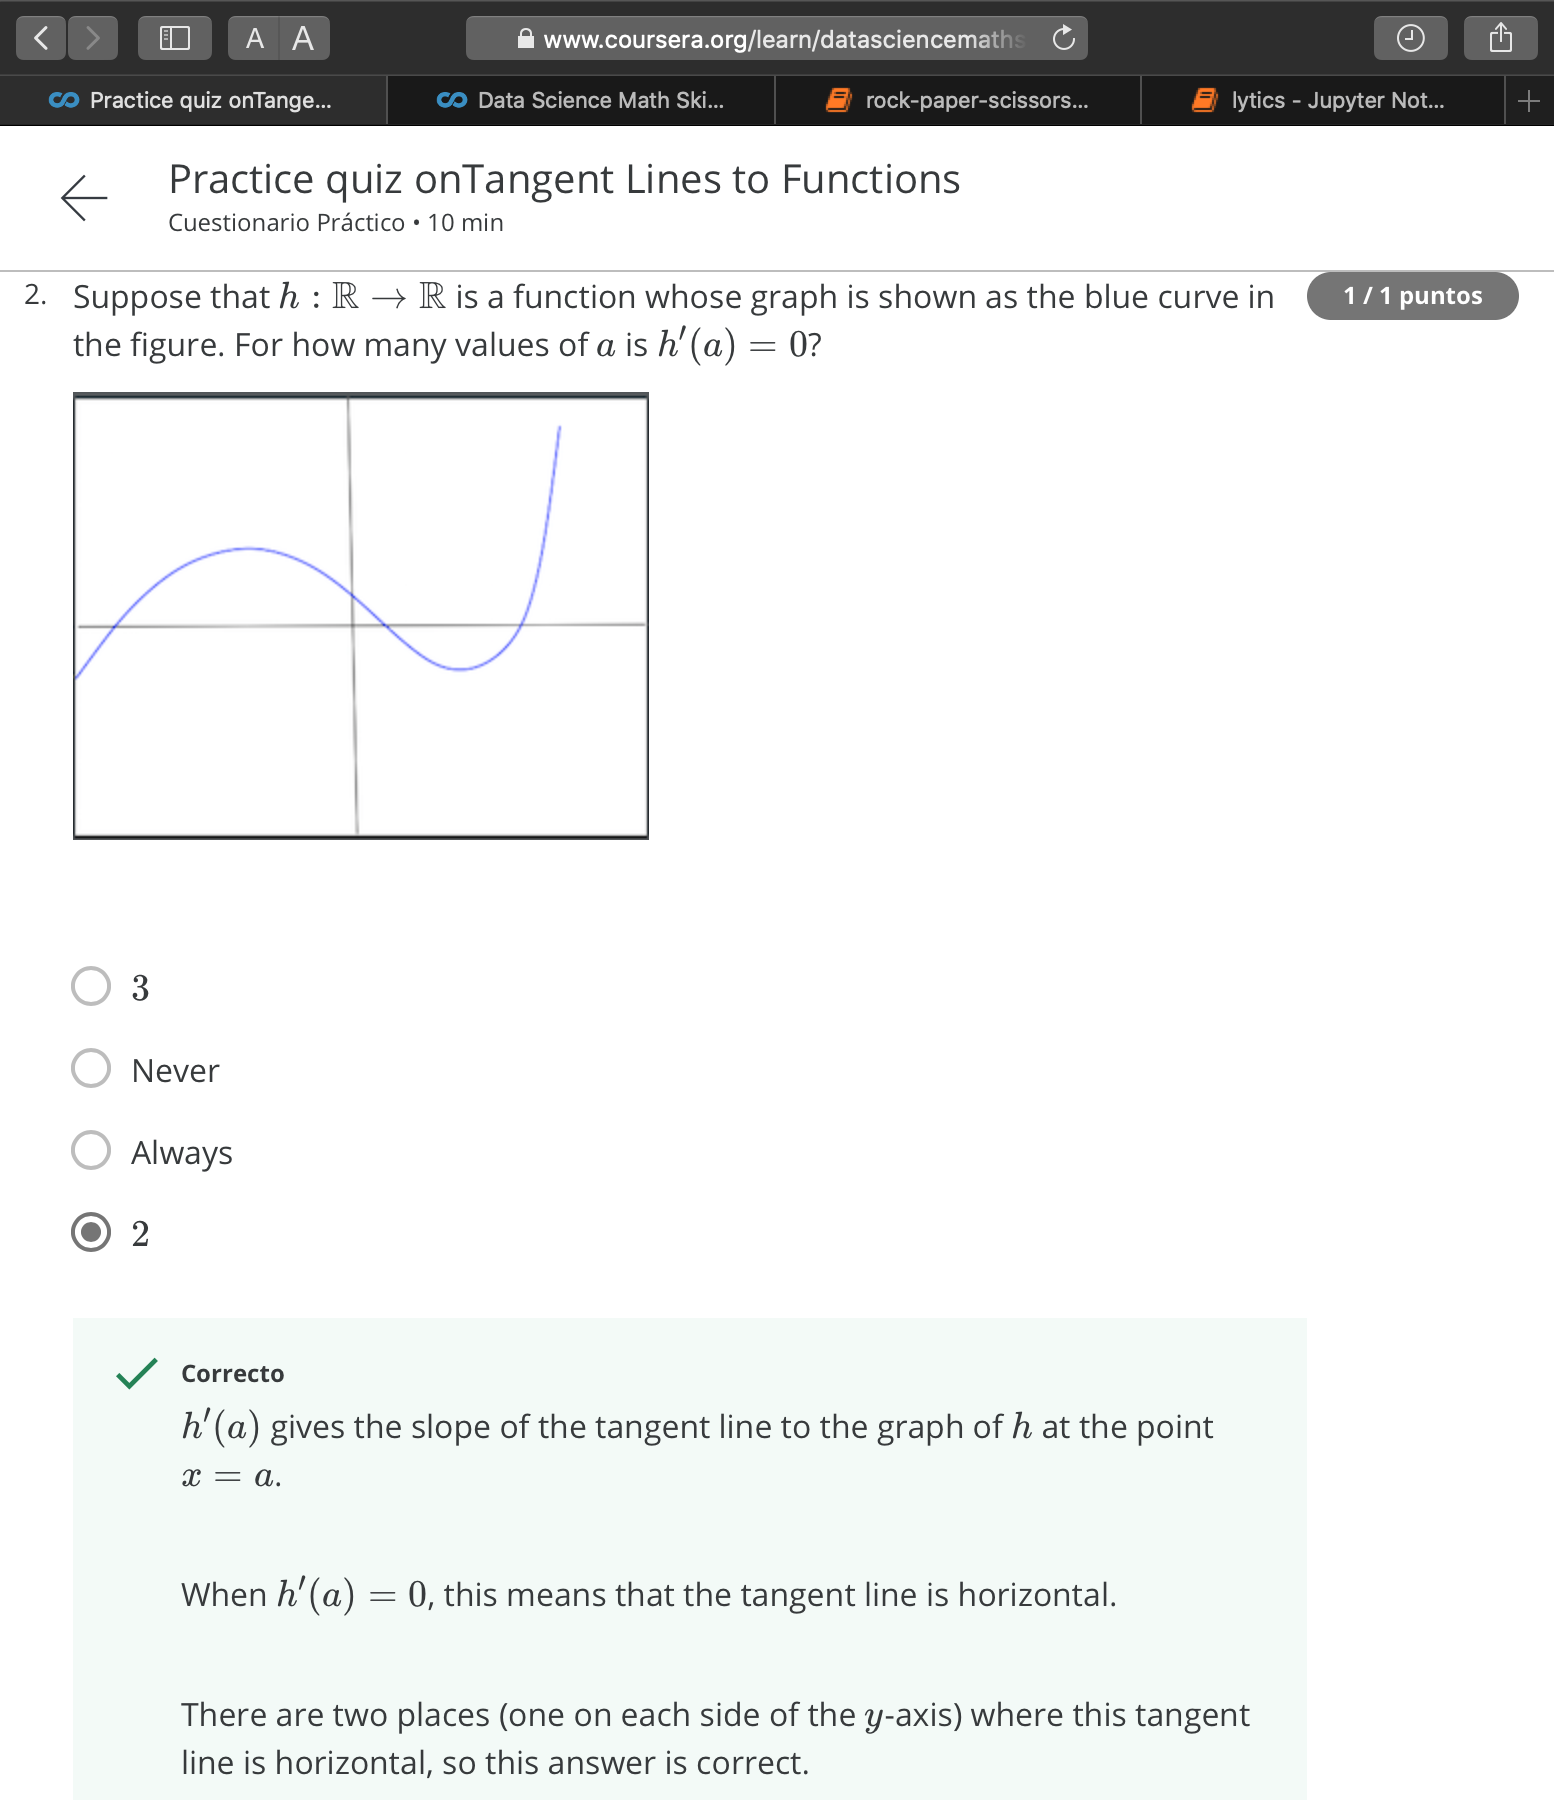 A A
www.coursera.org/learn/datasciencemaths
Practice quiz onTange...
Data Science Math Ski...
rock-paper-scissors...
lytics - Jupyter Not...
Practice quiz onTangent Lines to Functions
Cuestionario Práctico • 10 min
2. Suppose that h : ℝ → ℝ is a function whose graph is shown as the blue curve in
the figure. For how many values of a is h′(a) = 0?
1 / 1 puntos
3
Never
Always
2
Correcto
h′(a) gives the slope of the tangent line to the graph of h at the point
x = a.
When h′(a) = 0, this means that the tangent line is horizontal.
There are two places (one on each side of the y-axis) where this tangent
line is horizontal, so this answer is correct.